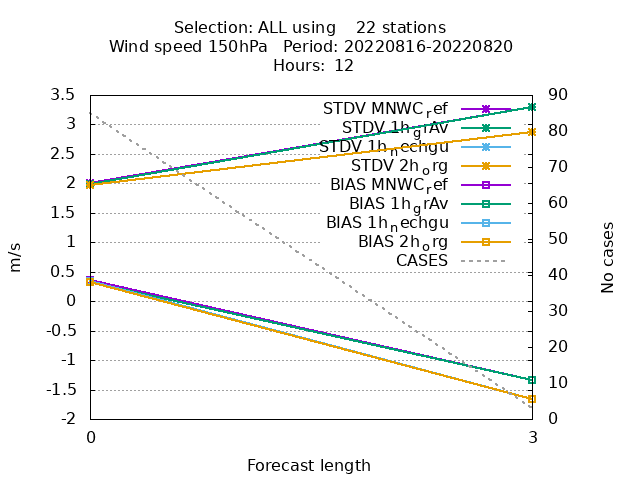 Selection: ALL using 22 stations
Wind speed 150hPa Period: 20220816-20220820
Hours: 12
3.5
3
2.5
2
1.5
1
0.5
0
-0.5
-1
-1.5
-2
m/s
STDV MNWC_ref
STDV 1h_grAv
STDV 1h_nechgu
STDV 2h_org
BIAS MNWC_ref
BIAS 1h_grAv
BIAS 1h_nechgu
BIAS 2h_org
CASES
90
80
70
60
50
40
30
20
10
0
No cases
0
3
Forecast length